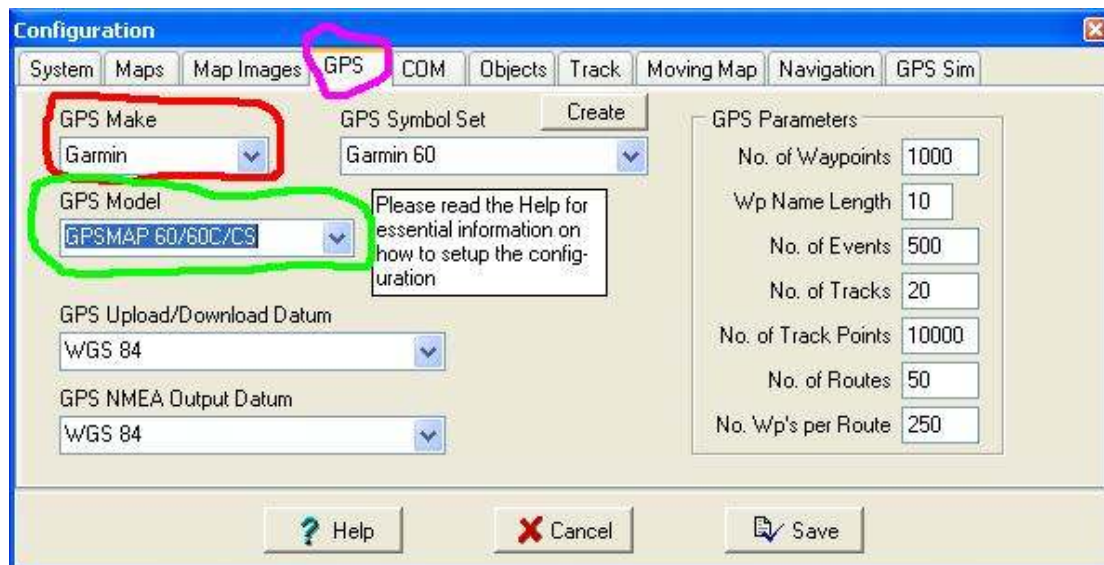 Configuration
System Maps Map Images GPS COM Objects Track Moving Map Navigation GPS Sim
GPS Make
Garmin
GPS Symbol Set
Create
Garmin 60
GPS Model
GPSMAP 60/60C/CS
Please read the Help for
essential information on
how to setup the config-
uration
GPS Upload/Download Datum
WGS 84
GPS NMEA Output Datum
WGS 84
GPS Parameters
No. of Waypoints 1000
Wp Name Length 10
No. of Events 500
No. of Tracks 20
No. of Track Points 10000
No. of Routes 50
No. Wp's per Route 250
? Help
Cancel
Save